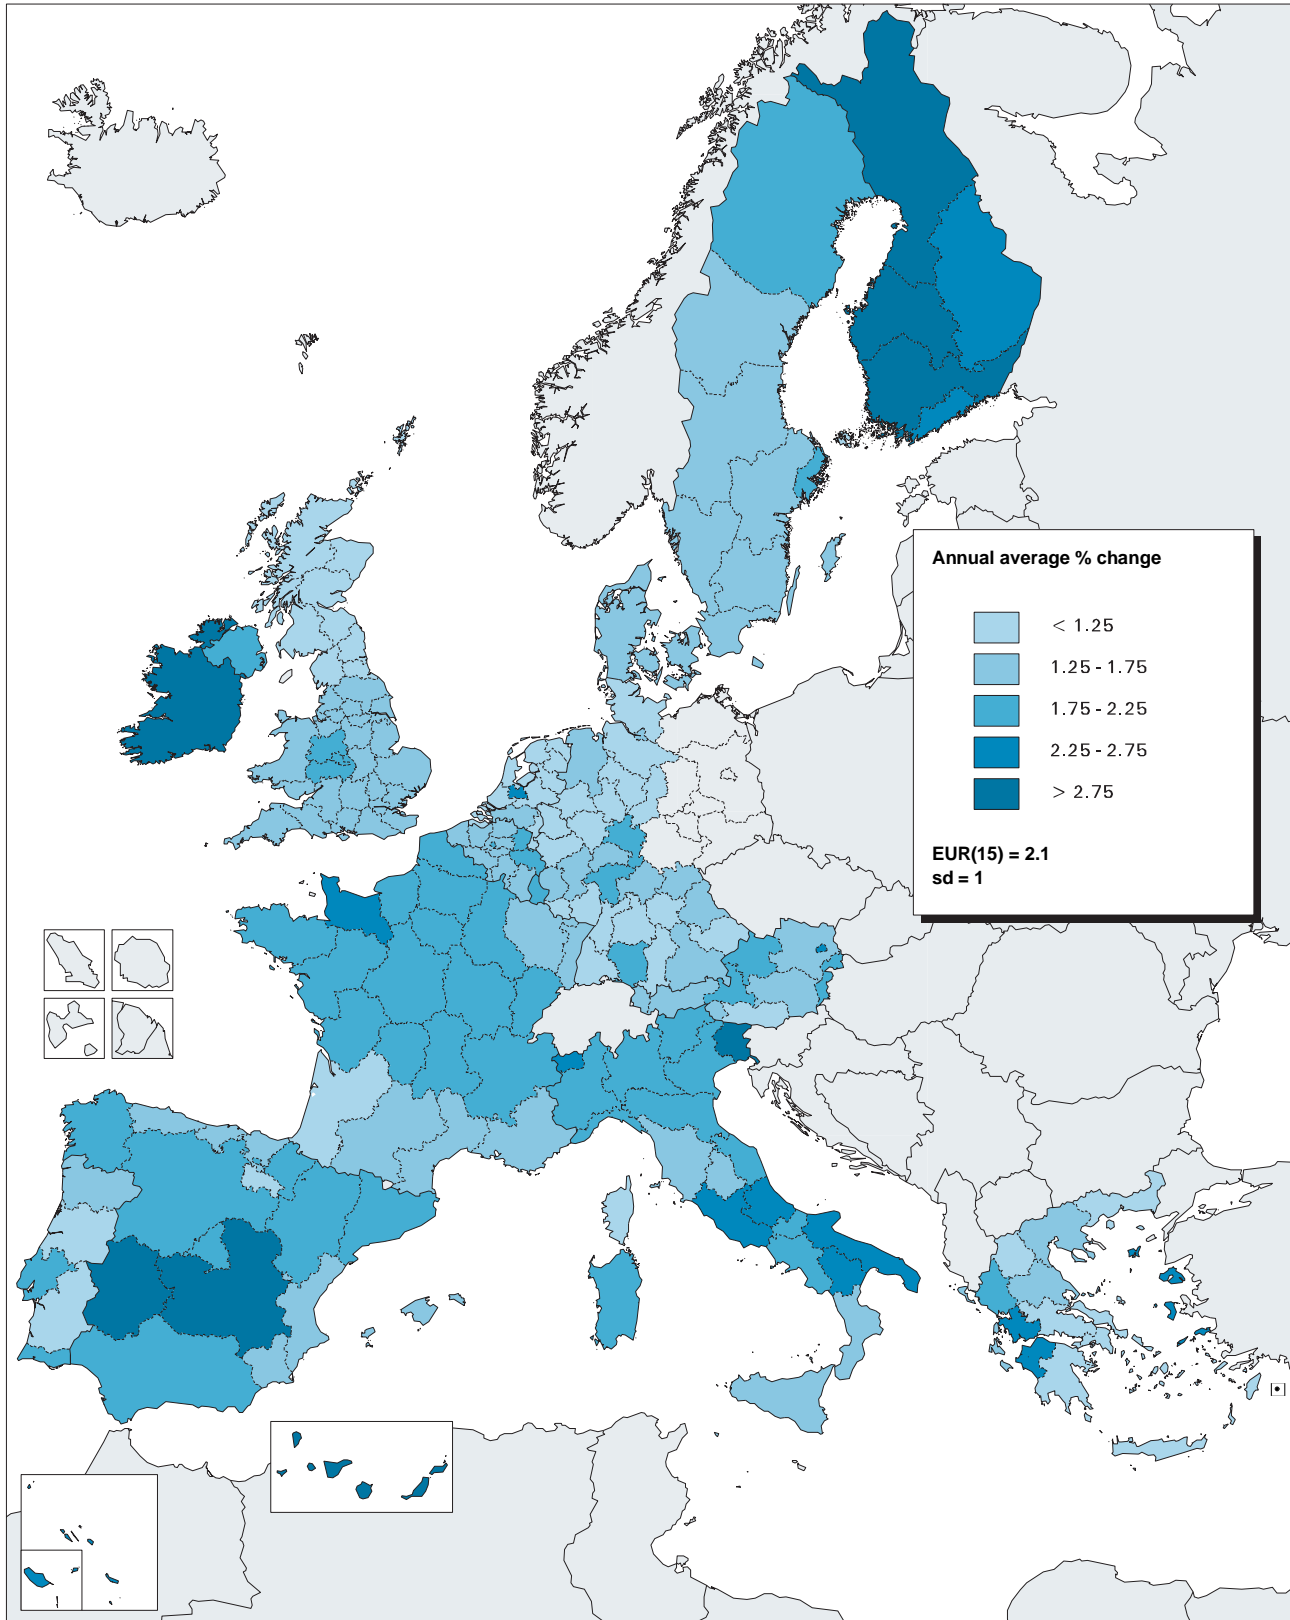 Annual average % change
< 1.25
1.25 - 1.75
1.75 - 2.25
2.25 - 2.75
> 2.75
EUR(15) = 2.1
sd = 1